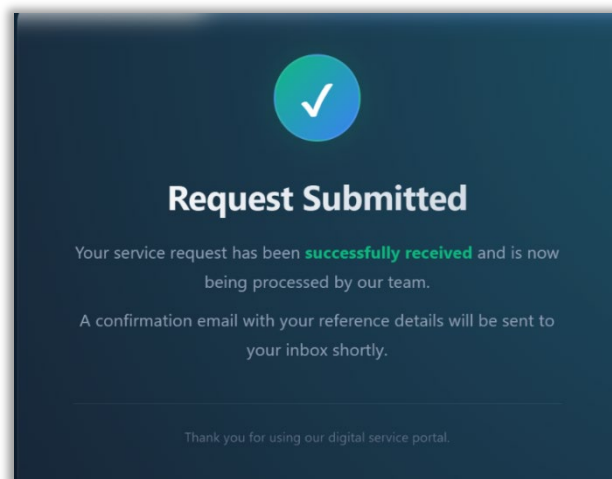 Request Submitted
Your service request has been successfully received and is now
being processed by our team.
A confirmation email with your reference details will be sent to
your inbox shortly.
Thank you for using our digital service portal.